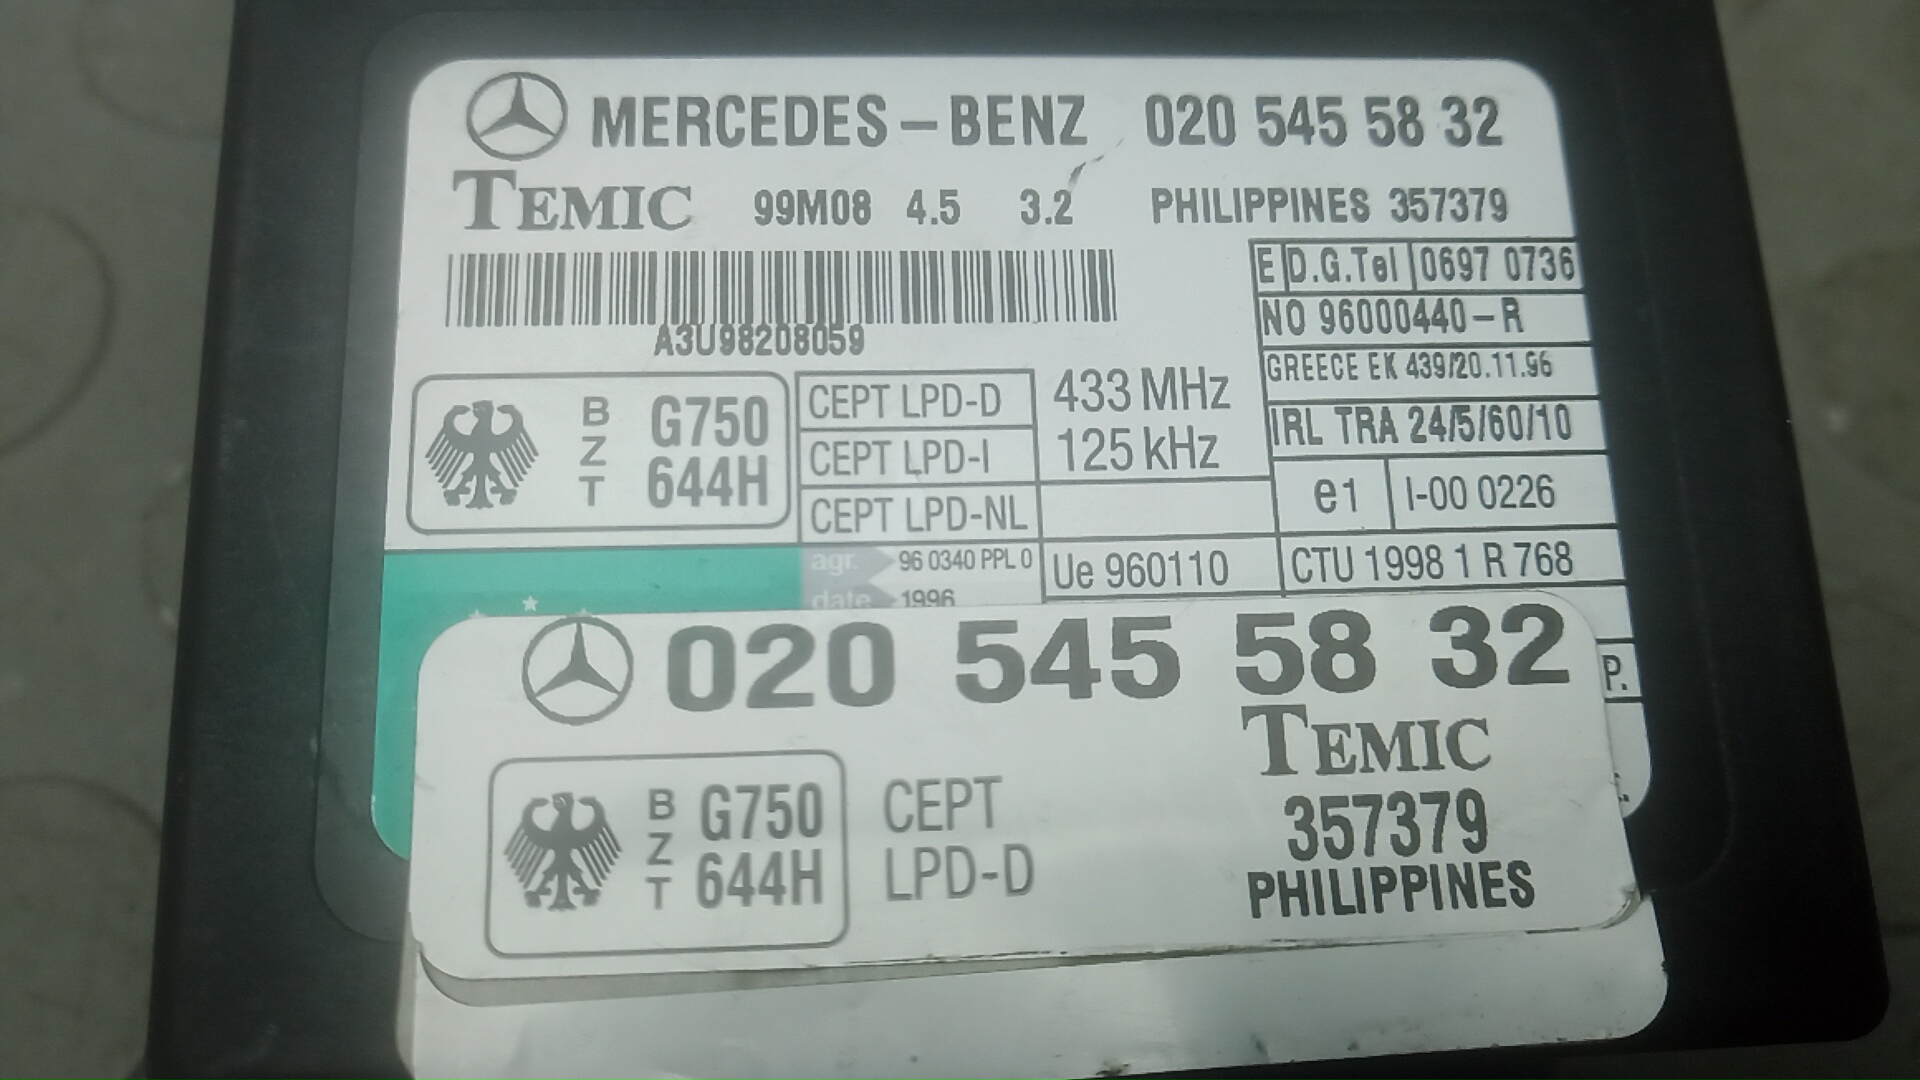 MERCEDES-BENZ 020 545 58 32
TEMIC 99M08 4.5 3.2 PHILIPPINES 357379
A3U98208059
E D.G.Tel 0697 0736
NO 96000440-R
GREECE EK 439/20.11.96
IRL TRA 24/5/60/10
e1 I-00 0226
BZT G750
644H
CEPT LPD-D
CEPT LPD-I
CEPT LPD-NL
433 MHz
125 kHz
agr. 96 0340 PPL 0
date 1996
Ue 960110
CTU 1998 1 R 768
P.
020 545 58 32
TEMIC
357379
PHILIPPINES
BZT G750
644H
CEPT
LPD-D